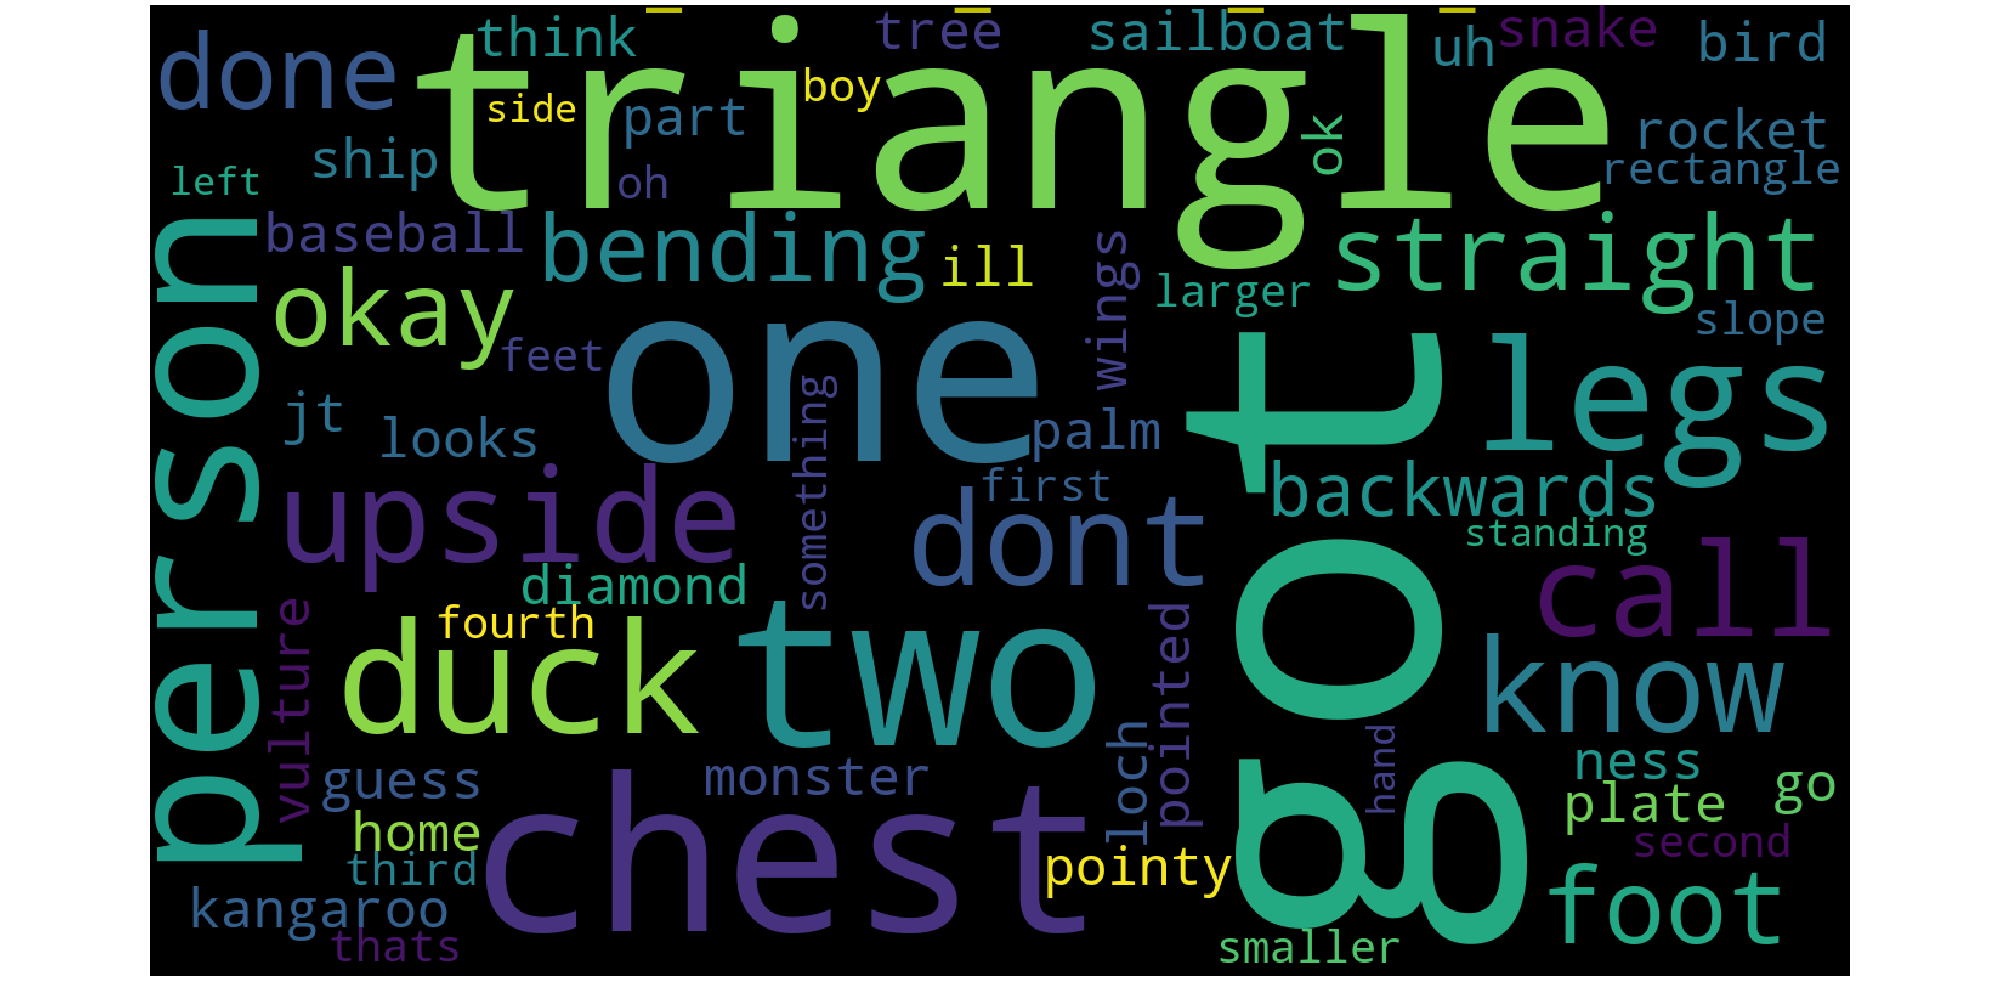 think
tree
sailboat
uh
snake
bird
done
triangle
side
boy
part
ok
rocket
ship
oh
rectangle
left
baseball
bending
ill
wings
straight
person
okay
larger
slope
feet
one
legs
jt
looks
something
palm
got
upside
first
dont
backwards
standing
diamond
call
vulture
fourth
duck
two
pointed
know
loch
hand
ness
guess
monster
plate
go
home
chest
third
pointy
second
kangaroo
foot
thats
smaller